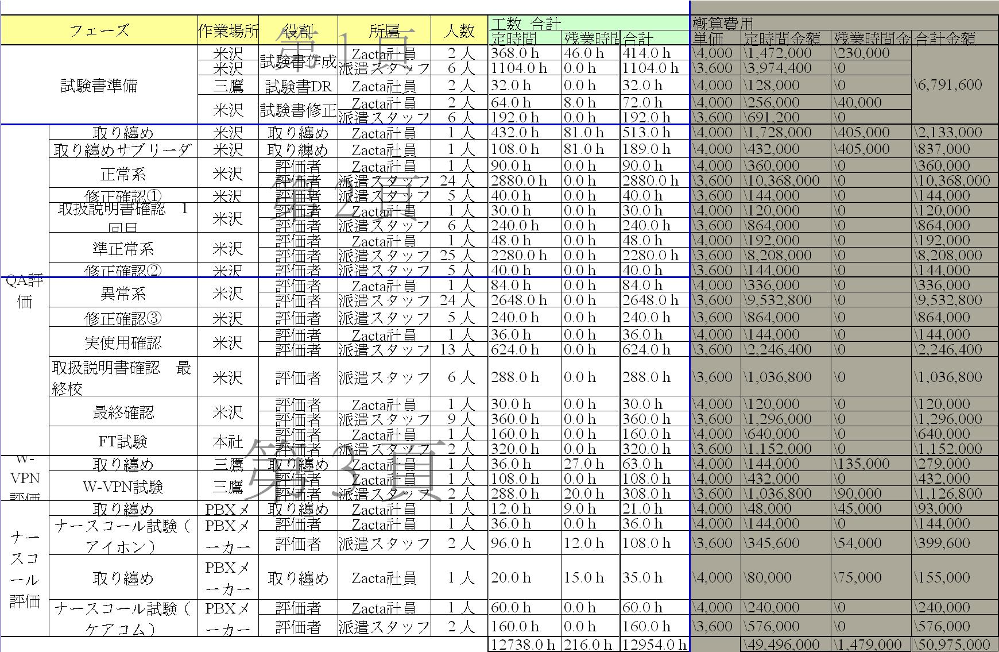 フェーズ 作業場所 役割 所属 人数 工数 合計 概算費用
定時間 残業時間 合計 単価 定時間金額 残業時間金 合計金額
試験書準備 米沢 試験書作成 Zacta社員 2 人 368.0 h 46.0 h 414.0 h \4,000 \1,472,000 \230,000 \6,791,600
米沢 派遣スタッフ 6 人 1104.0 h 0.0 h 1104.0 h \3,600 \3,974,400 \0
三鷹 試験書DR Zacta社員 2 人 32.0 h 0.0 h 32.0 h \4,000 \128,000 \0
米沢 試験書修正 Zacta社員 2 人 64.0 h 8.0 h 72.0 h \4,000 \256,000 \40,000
派遣スタッフ 6 人 192.0 h 0.0 h 192.0 h \3,600 \691,200 \0
QA評価
取り纏め 米沢 取り纏め Zacta社員 1 人 432.0 h 81.0 h 513.0 h \4,000 \1,728,000 \405,000 \2,133,000
取り纏めサブリーダ 米沢 取り纏め Zacta社員 1 人 108.0 h 81.0 h 189.0 h \4,000 \432,000 \405,000 \837,000
正常系 米沢 評価者 Zacta社員 1 人 90.0 h 0.0 h 90.0 h \4,000 \360,000 \0 \360,000
評価者 派遣スタッフ 24 人 2880.0 h 0.0 h 2880.0 h \3,600 \10,368,000 \0 \10,368,000
修正確認① 米沢 評価者 派遣スタッフ 5 人 40.0 h 0.0 h 40.0 h \3,600 \144,000 \0 \144,000
取扱説明書確認 1回目 米沢 評価者 Zacta社員 1 人 30.0 h 0.0 h 30.0 h \4,000 \120,000 \0 \120,000
評価者 派遣スタッフ 6 人 240.0 h 0.0 h 240.0 h \3,600 \864,000 \0 \864,000
準正常系 米沢 評価者 Zacta社員 1 人 48.0 h 0.0 h 48.0 h \4,000 \192,000 \0 \192,000
評価者 派遣スタッフ 25 人 2280.0 h 0.0 h 2280.0 h \3,600 \8,208,000 \0 \8,208,000
修正確認② 米沢 評価者 派遣スタッフ 5 人 40.0 h 0.0 h 40.0 h \3,600 \144,000 \0 \144,000
異常系 米沢 評価者 Zacta社員 1 人 84.0 h 0.0 h 84.0 h \4,000 \336,000 \0 \336,000
評価者 派遣スタッフ 24 人 2648.0 h 0.0 h 2648.0 h \3,600 \9,532,800 \0 \9,532,800
修正確認③ 米沢 評価者 派遣スタッフ 5 人 240.0 h 0.0 h 240.0 h \3,600 \864,000 \0 \864,000
実使用確認 米沢 評価者 Zacta社員 1 人 36.0 h 0.0 h 36.0 h \4,000 \144,000 \0 \144,000
評価者 派遣スタッフ 13 人 624.0 h 0.0 h 624.0 h \3,600 \2,246,400 \0 \2,246,400
取扱説明書確認 最終校 米沢 評価者 派遣スタッフ 6 人 288.0 h 0.0 h 288.0 h \3,600 \1,036,800 \0 \1,036,800
最終確認 米沢 評価者 Zacta社員 1 人 30.0 h 0.0 h 30.0 h \4,000 \120,000 \0 \120,000
評価者 派遣スタッフ 9 人 360.0 h 0.0 h 360.0 h \3,600 \1,296,000 \0 \1,296,000
FT試験 本社 評価者 Zacta社員 1 人 160.0 h 0.0 h 160.0 h \4,000 \640,000 \0 \640,000
評価者 派遣スタッフ 2 人 320.0 h 0.0 h 320.0 h \3,600 \1,152,000 \0 \1,152,000
W-VPN評価
取り纏め 三鷹 取り纏め Zacta社員 1 人 36.0 h 27.0 h 63.0 h \4,000 \144,000 \135,000 \279,000
W-VPN試験 三鷹 評価者 Zacta社員 1 人 108.0 h 0.0 h 108.0 h \4,000 \432,000 \0 \432,000
評価者 派遣スタッフ 2 人 288.0 h 20.0 h 308.0 h \3,600 \1,036,800 \90,000 \1,126,800
ナースコール評価
取り纏め PBXメ 取り纏め Zacta社員 1 人 12.0 h 9.0 h 21.0 h \4,000 \48,000 \45,000 \93,000
ナースコール試験(アイホン) PBXメーカー 評価者 Zacta社員 1 人 36.0 h 0.0 h 36.0 h \4,000 \144,000 \0 \144,000
評価者 派遣スタッフ 2 人 96.0 h 12.0 h 108.0 h \3,600 \345,600 \54,000 \399,600
取り纏め PBXメーカー 取り纏め Zacta社員 1 人 20.0 h 15.0 h 35.0 h \4,000 \80,000 \75,000 \155,000
ナースコール試験(ケアコム) PBXメーカー 評価者 Zacta社員 1 人 60.0 h 0.0 h 60.0 h \4,000 \240,000 \0 \240,000
評価者 派遣スタッフ 2 人 160.0 h 0.0 h 160.0 h \3,600 \576,000 \0 \576,000
12738.0 h 216.0 h 12954.0 h \49,496,000 \1,479,000 \50,975,000
第 1 頁
第 2 頁
第 3 頁